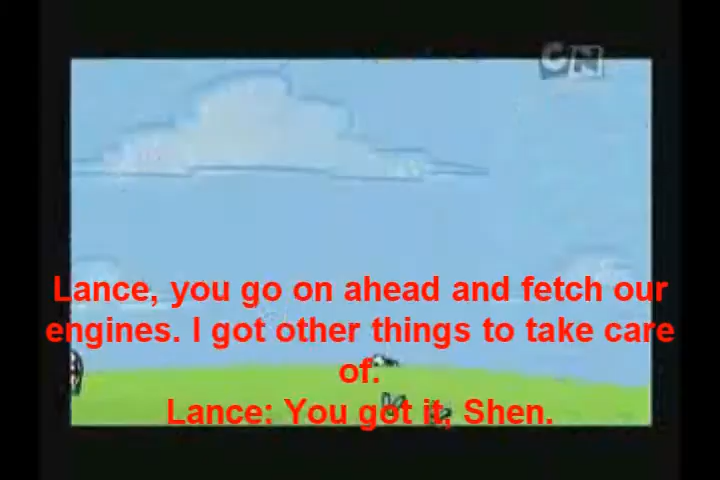 CN
Lance, you go on ahead and fetch our
engines. I got other things to take care
of.
Lance: You got it, Shen.